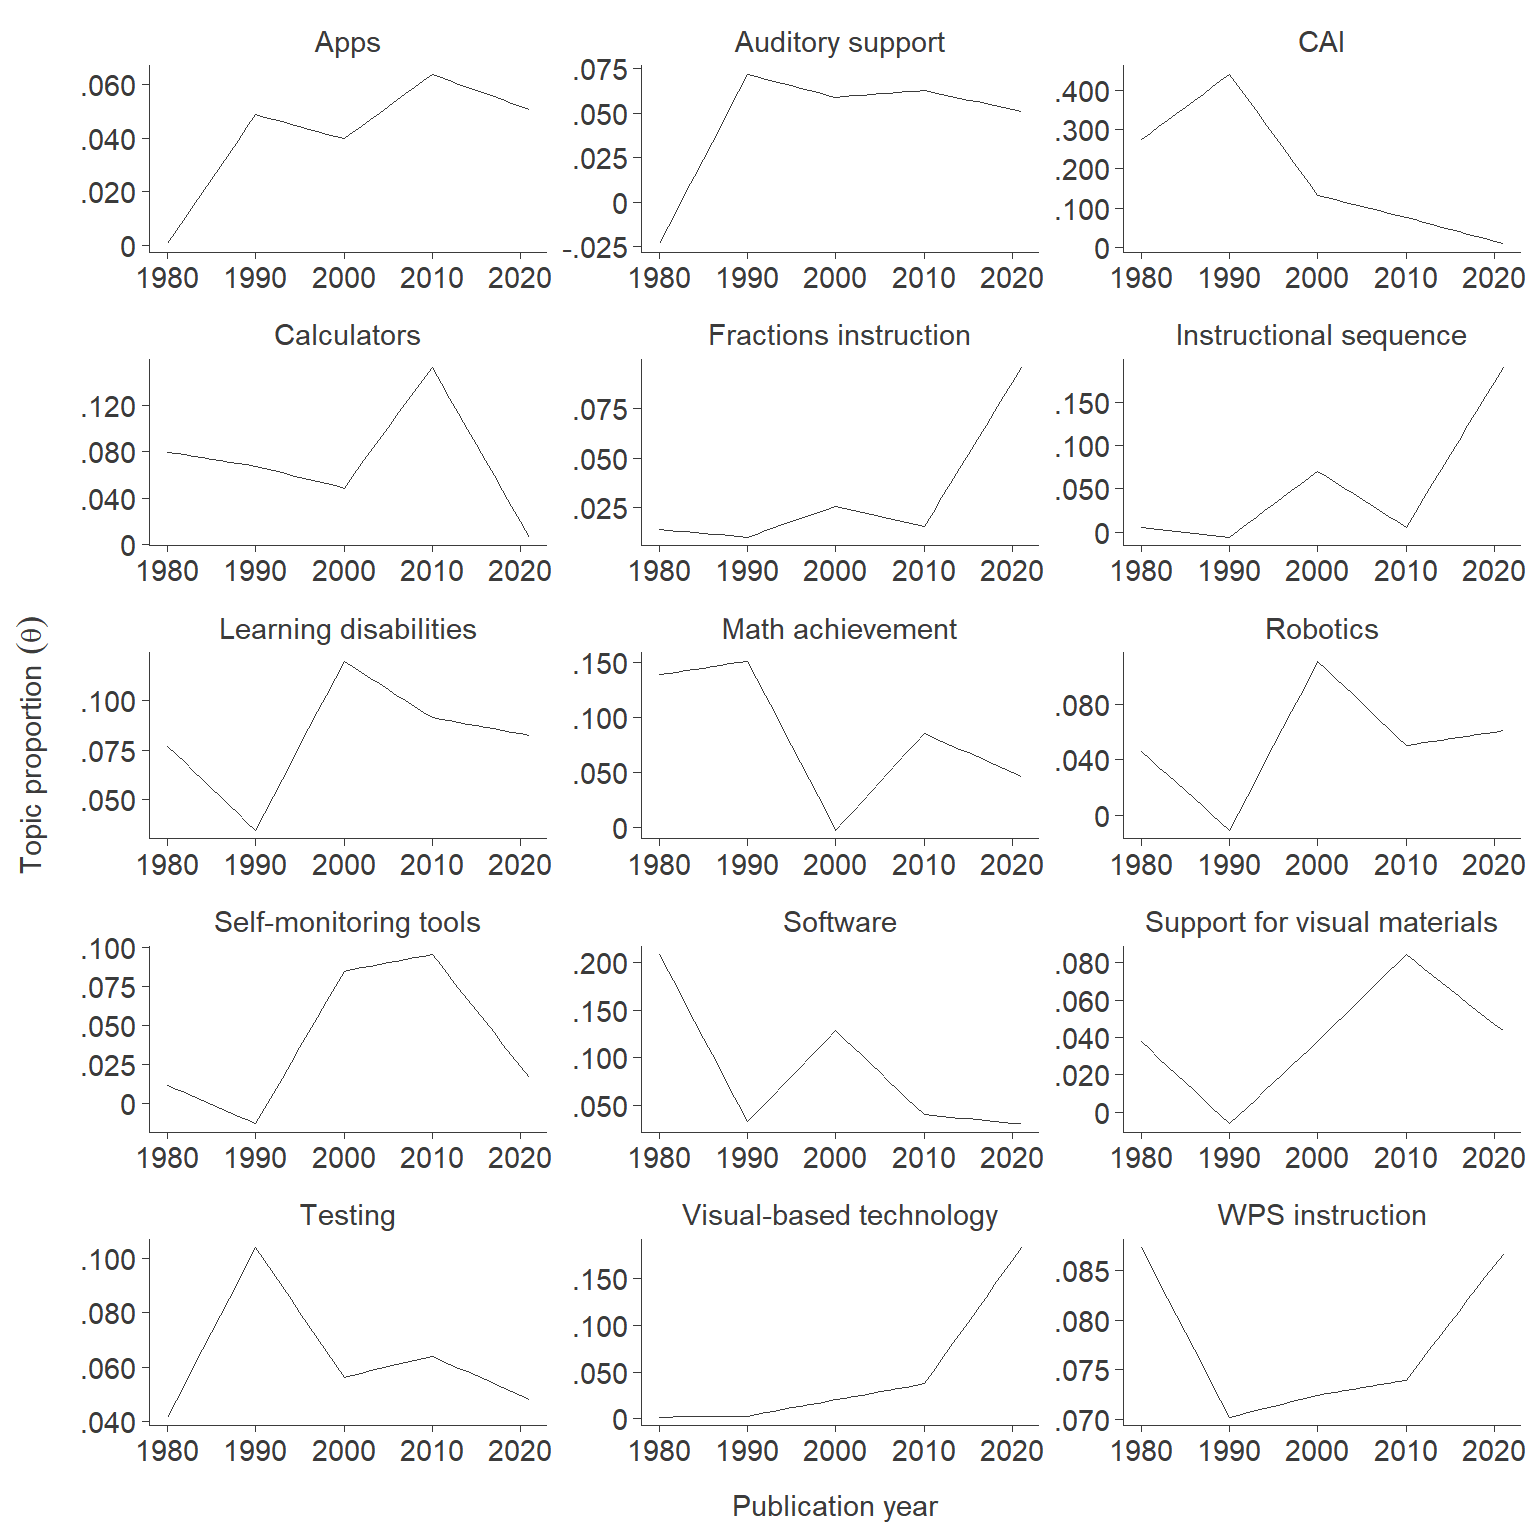 Apps
.060
.040
.020
0
1980 1990 2000 2010 2020
Auditory support
.075
.050
.025
0
-.025
1980 1990 2000 2010 2020
CAI
.400
.300
.200
.100
0
1980 1990 2000 2010 2020
Calculators
.120
.080
.040
0
1980 1990 2000 2010 2020
Fractions instruction
.075
.050
.025
1980 1990 2000 2010 2020
Instructional sequence
.150
.100
.050
0
1980 1990 2000 2010 2020
Topic proportion (θ)
Learning disabilities
.100
.075
.050
1980 1990 2000 2010 2020
Math achievement
.150
.100
.050
0
1980 1990 2000 2010 2020
Robotics
.080
.040
0
1980 1990 2000 2010 2020
Self-monitoring tools
.100
.075
.050
.025
0
1980 1990 2000 2010 2020
Software
.200
.150
.100
.050
1980 1990 2000 2010 2020
Support for visual materials
.080
.060
.040
.020
0
1980 1990 2000 2010 2020
Testing
.100
.080
.060
.040
1980 1990 2000 2010 2020
Visual-based technology
.150
.100
.050
0
1980 1990 2000 2010 2020
WPS instruction
.085
.080
.075
.070
1980 1990 2000 2010 2020
Publication year